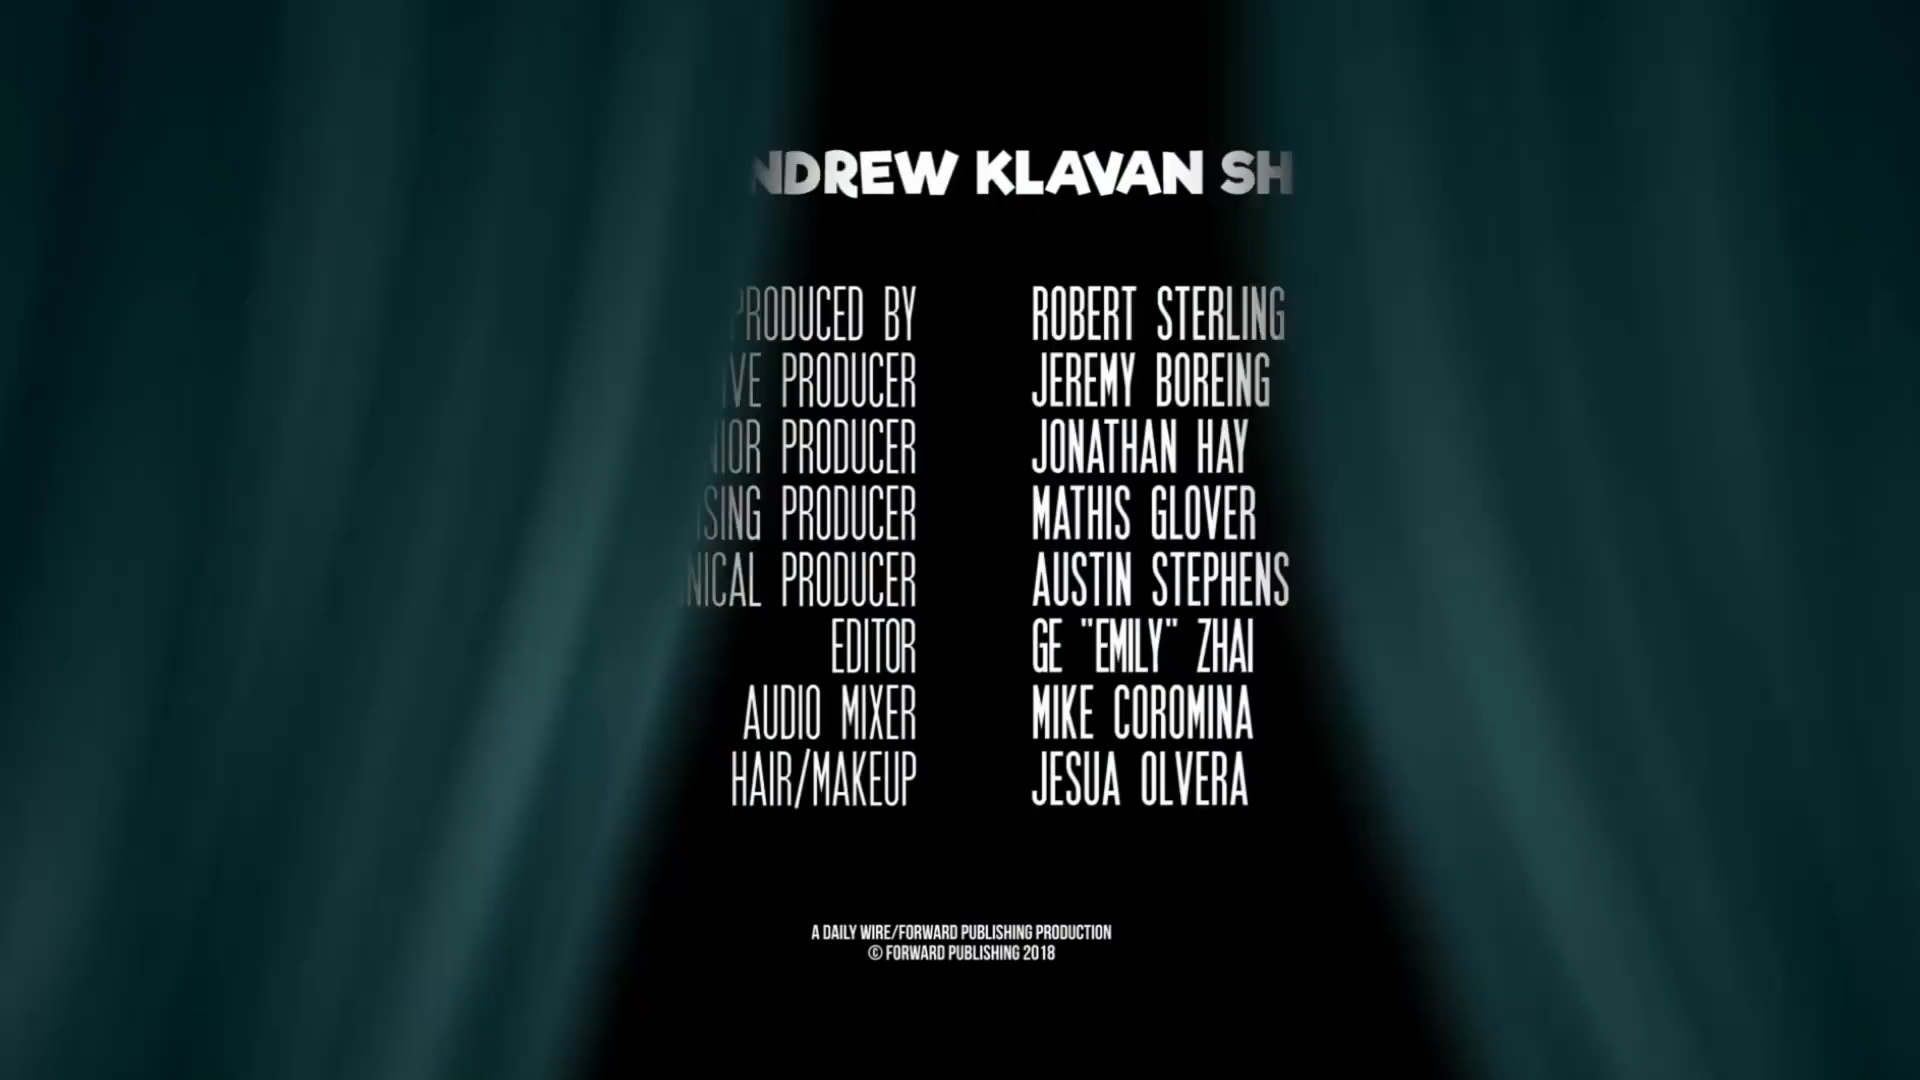 NDREW KLAVAN SH
PRODUCED BY ROBERT STERLING
IVE PRODUCER JEREMY BOREING
NIOR PRODUCER JONATHAN HAY
ISING PRODUCER MATHIS GLOVER
NICAL PRODUCER AUSTIN STEPHENS
EDITOR GE "EMILY" ZHAI
AUDIO MIXER MIKE COROMINA
HAIR/MAKEUP JESUA OLVERA
A DAILY WIRE/FORWARD PUBLISHING PRODUCTION
© FORWARD PUBLISHING 2018